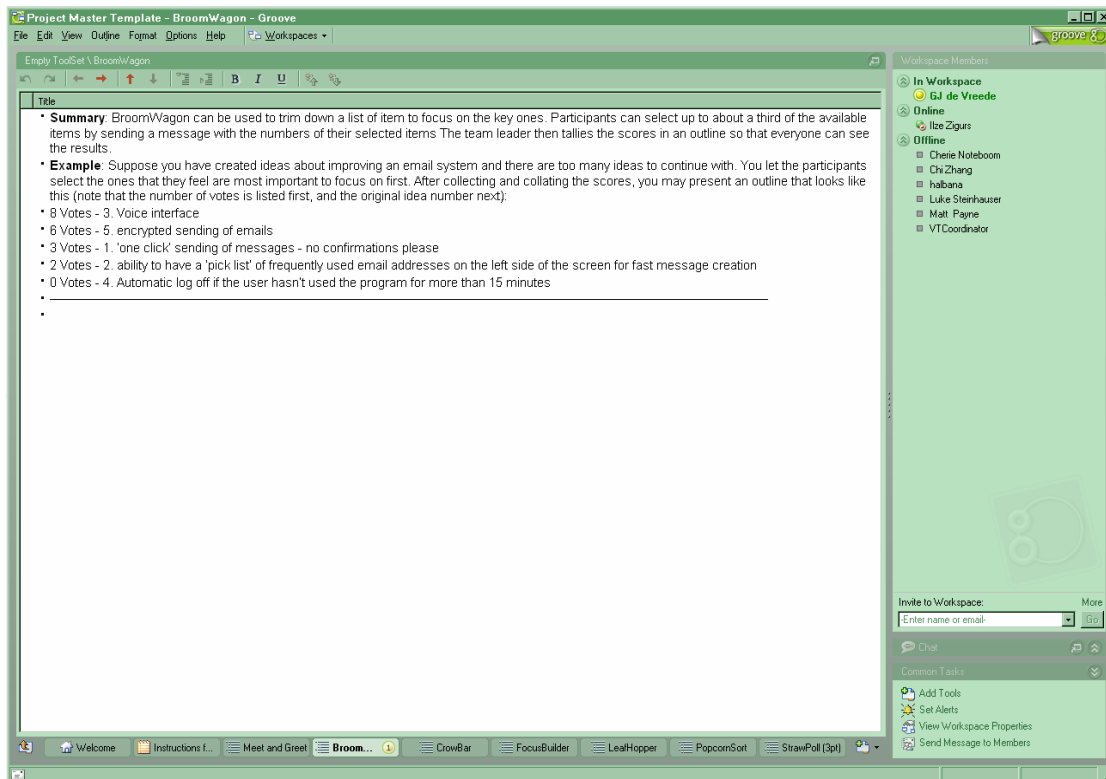 Project Master Template - BroomWagon - Groove
File Edit View Outline Format Options Help Workspaces
groove
Empty ToolSet \ BroomWagon
B I U
Title
Summary: BroomWagon can be used to trim down a list of item to focus on the key ones. Participants can select up to about a third of the available
items by sending a message with the numbers of their selected items The team leader then tallies the scores in an outline so that everyone can see
the results.
Example: Suppose you have created ideas about improving an email system and there are too many ideas to continue with. You let the participants
select the ones that they feel are most important to focus on first. After collecting and collating the scores, you may present an outline that looks like
this (note that the number of votes is listed first, and the original idea number next):
8 Votes - 3. Voice interface
6 Votes - 5. encrypted sending of emails
3 Votes - 1. 'one click' sending of messages - no confirmations please
2 Votes - 2. ability to have a 'pick list' of frequently used email addresses on the left side of the screen for fast message creation
0 Votes - 4. Automatic log off if the user hasn't used the program for more than 15 minutes
Workspace Members
In Workspace
GJ de Vreede
Online
Ilze Zigurs
Offline
Cherie Noteboom
Chi Zhang
halbana
Luke Steinhauser
Matt Payne
VTCoordinator
Invite to Workspace: More
-Enter name or email- Go
Chat
Common Tasks
Add Tools
Set Alerts
View Workspace Properties
Send Message to Members
Welcome Instructions f... Meet and Greet Broom... 1 CrowBar FocusBuilder LeafHopper PopcornSort StrawPoll (3pt)